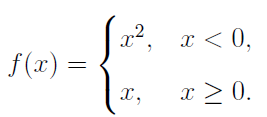 f(x) = { x², x < 0,
x, x ≥ 0.